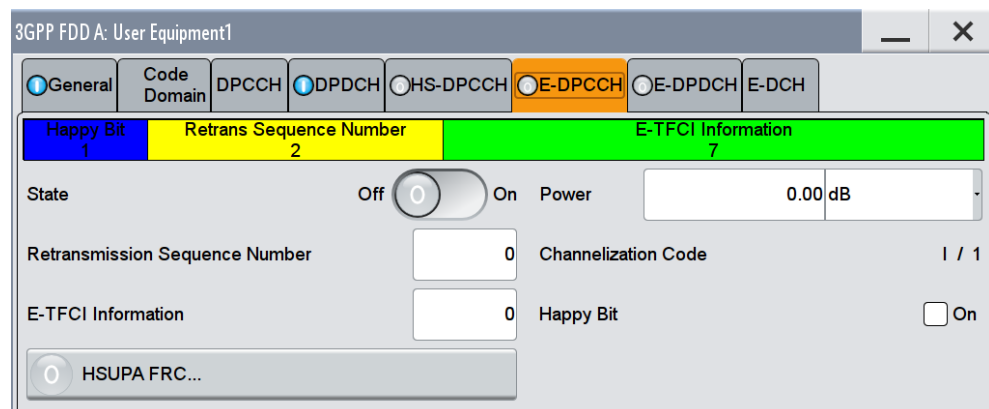 3GPP FDD A: User Equipment1
General
Code
Domain
DPCCH
DPDCH
HS-DPCCH
E-DPCCH
E-DPDCH
E-DCH
Happy Bit
1
Retrans Sequence Number
2
E-TFCI Information
7
State
Off
0
On
Power
0.00 dB
Retransmission Sequence Number
0
Channelization Code
I / 1
E-TFCI Information
0
Happy Bit
On
0
HSUPA FRC...